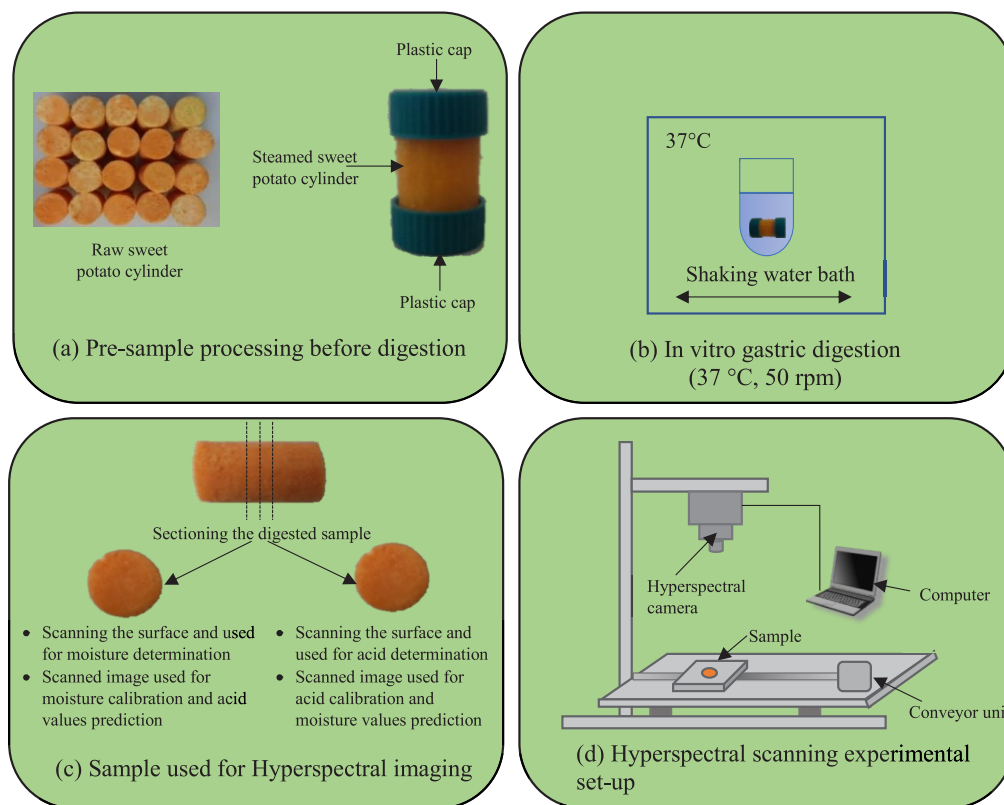 Plastic cap
Steamed sweet
potato cylinder
Raw sweet
potato cylinder
Plastic cap
(a) Pre-sample processing before digestion
37°C
Shaking water bath
(b) In vitro gastric digestion
(37 °C, 50 rpm)
Sectioning the digested sample
• Scanning the surface and used
for moisture determination
• Scanned image used for
moisture calibration and acid
values prediction
• Scanning the surface and
used for acid determination
• Scanned image used for
acid calibration and
moisture values prediction
(c) Sample used for Hyperspectral imaging
Hyperspectral
camera
Computer
Sample
Conveyor uni
(d) Hyperspectral scanning experimental
set-up